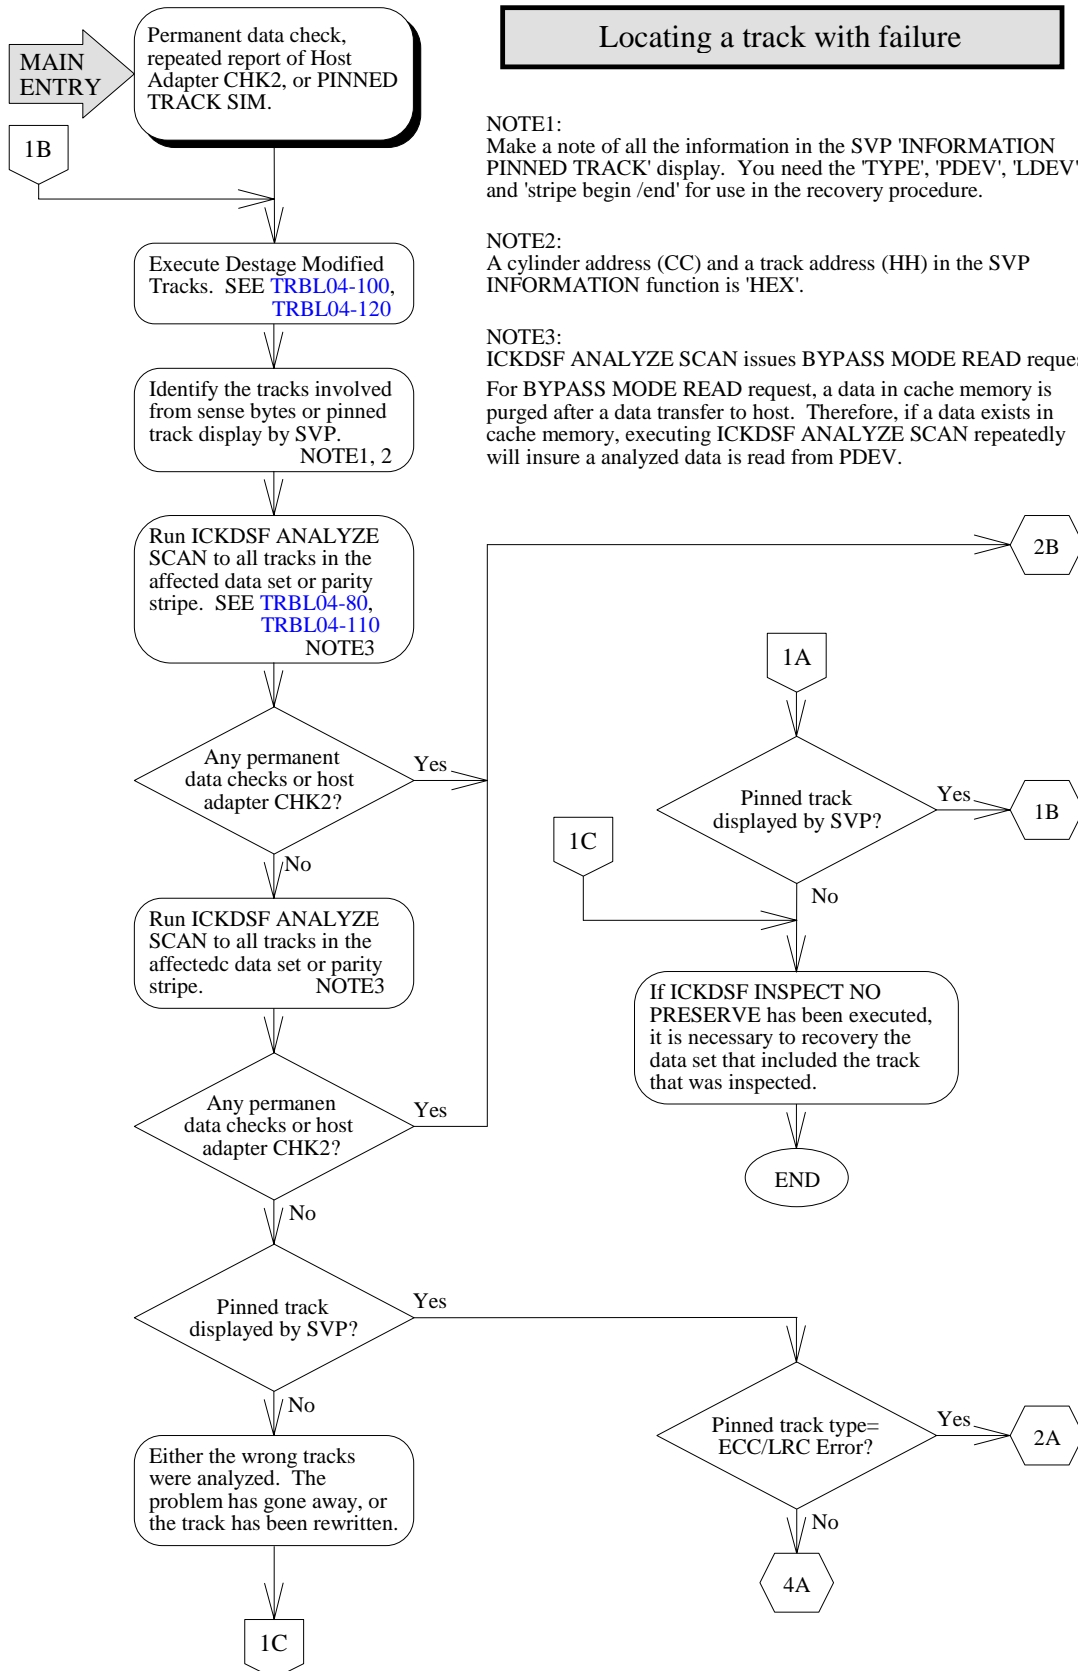 Locating a track with failure
MAIN
ENTRY
Permanent data check,
repeated report of Host
Adapter CHK2, or PINNED
TRACK SIM.
1B
NOTE1:
Make a note of all the information in the SVP 'INFORMATION
PINNED TRACK' display. You need the 'TYPE', 'PDEV', 'LDEV'
and 'stripe begin /end' for use in the recovery procedure.
NOTE2:
A cylinder address (CC) and a track address (HH) in the SVP
INFORMATION function is 'HEX'.
NOTE3:
ICKDSF ANALYZE SCAN issues BYPASS MODE READ reque
For BYPASS MODE READ request, a data in cache memory is
purged after a data transfer to host. Therefore, if a data exists in
cache memory, executing ICKDSF ANALYZE SCAN repeatedly
will insure a analyzed data is read from PDEV.
Execute Destage Modified
Tracks. SEE TRBL04-100,
TRBL04-120
Identify the tracks involved
from sense bytes or pinned
track display by SVP.
NOTE1, 2
Run ICKDSF ANALYZE
SCAN to all tracks in the
affected data set or parity
stripe. SEE TRBL04-80,
TRBL04-110
NOTE3
2B
Any permanent
data checks or host
adapter CHK2?
Yes
No
Run ICKDSF ANALYZE
SCAN to all tracks in the
affectedc data set or parity
stripe. NOTE3
Any permanen
data checks or host
adapter CHK2?
Yes
No
Pinned track
displayed by SVP?
Yes
No
Either the wrong tracks
were analyzed. The
problem has gone away, or
the track has been rewritten.
1C
1A
Pinned track
displayed by SVP?
Yes
1B
1C
No
If ICKDSF INSPECT NO
PRESERVE has been executed,
it is necessary to recovery the
data set that included the track
that was inspected.
END
Pinned track type=
ECC/LRC Error?
Yes
2A
No
4A